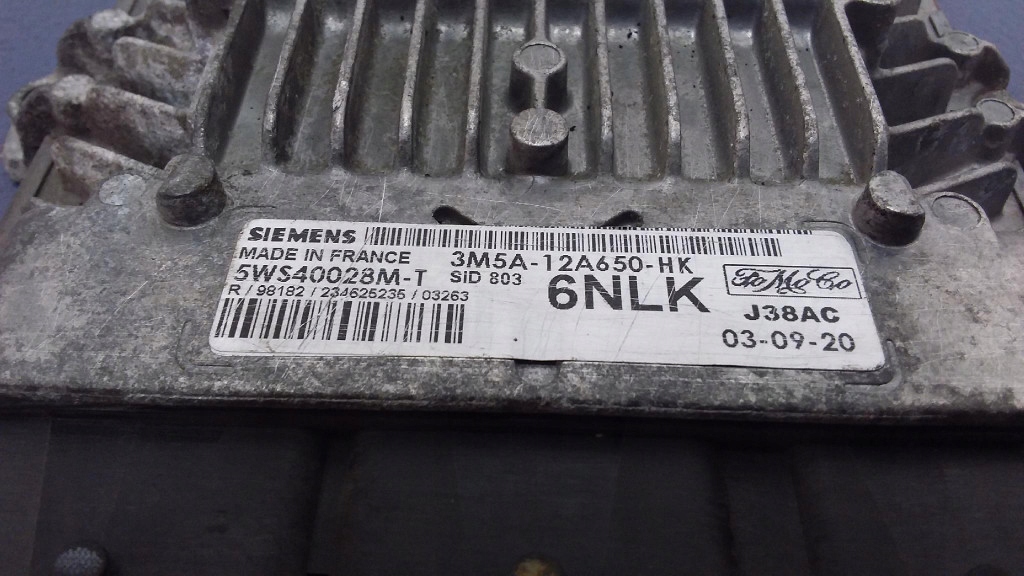 SIEMENS
MADE IN FRANCE 3M5A-12A650-HK
5WS40028M-T SiD 803 6NLK FoMoCo
R / 98182 / 234625235 / 03263 J38AC
03-09-20